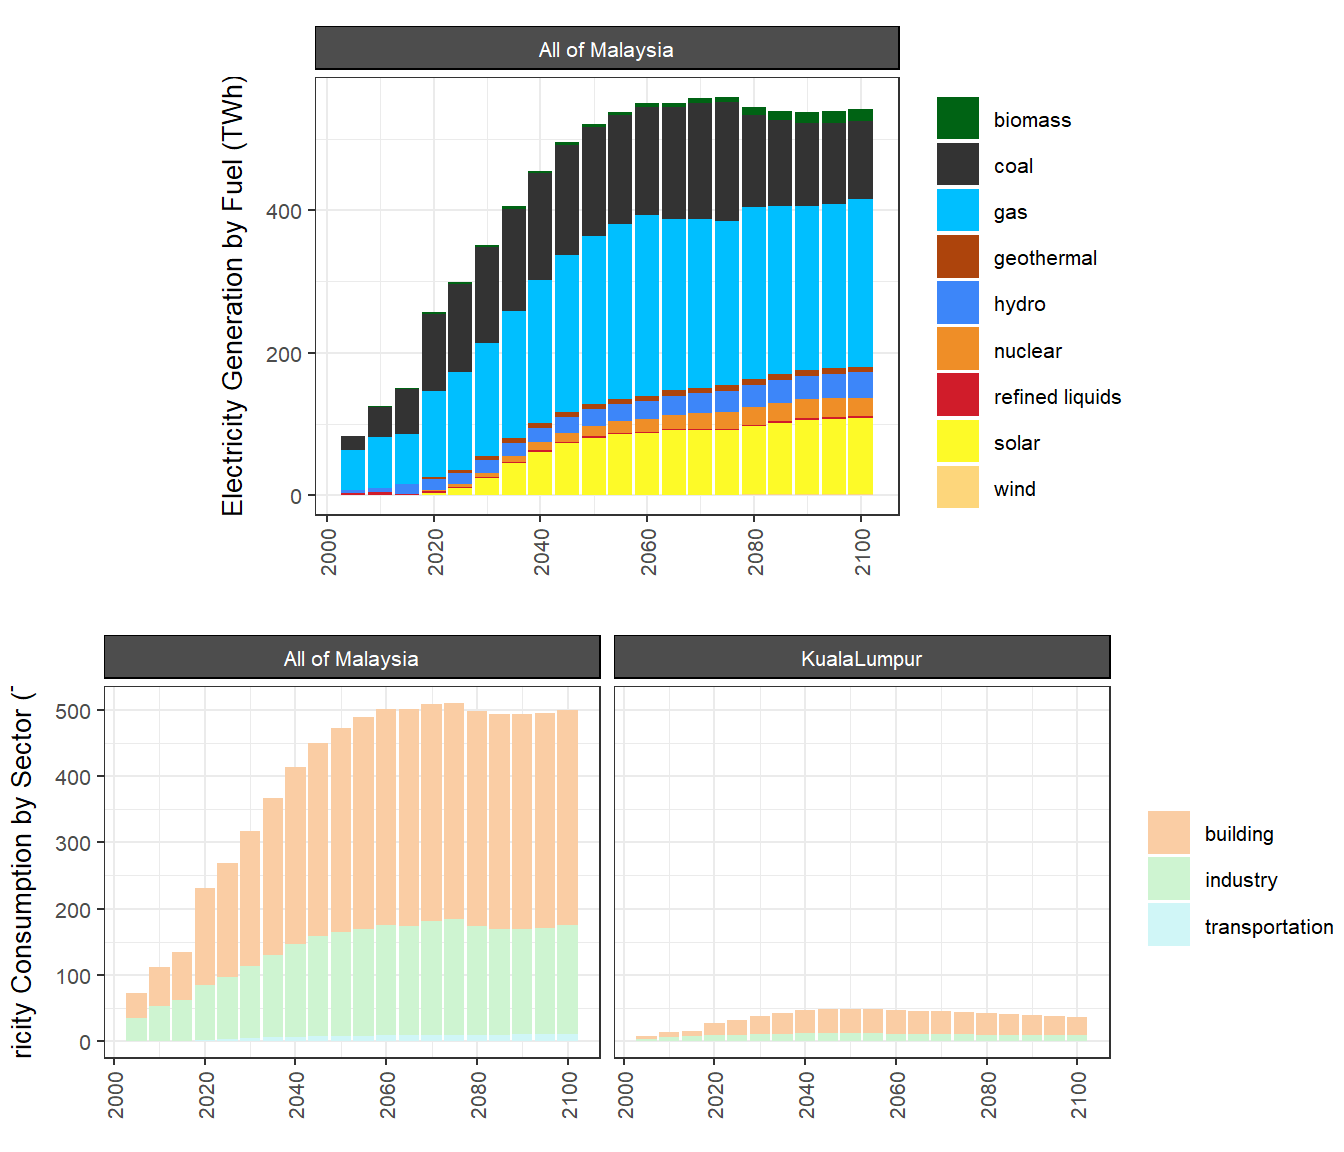 All of Malaysia
Electricity Generation by Fuel (TWh)
400
200
0
2000
2020
2040
2060
2080
2100
biomass
coal
gas
geothermal
hydro
nuclear
refined liquids
solar
wind
All of Malaysia
KualaLumpur
ricity Consumption by Sector (
500
400
300
200
100
0
2000
2020
2040
2060
2080
2100
2000
2020
2040
2060
2080
2100
building
industry
transportation